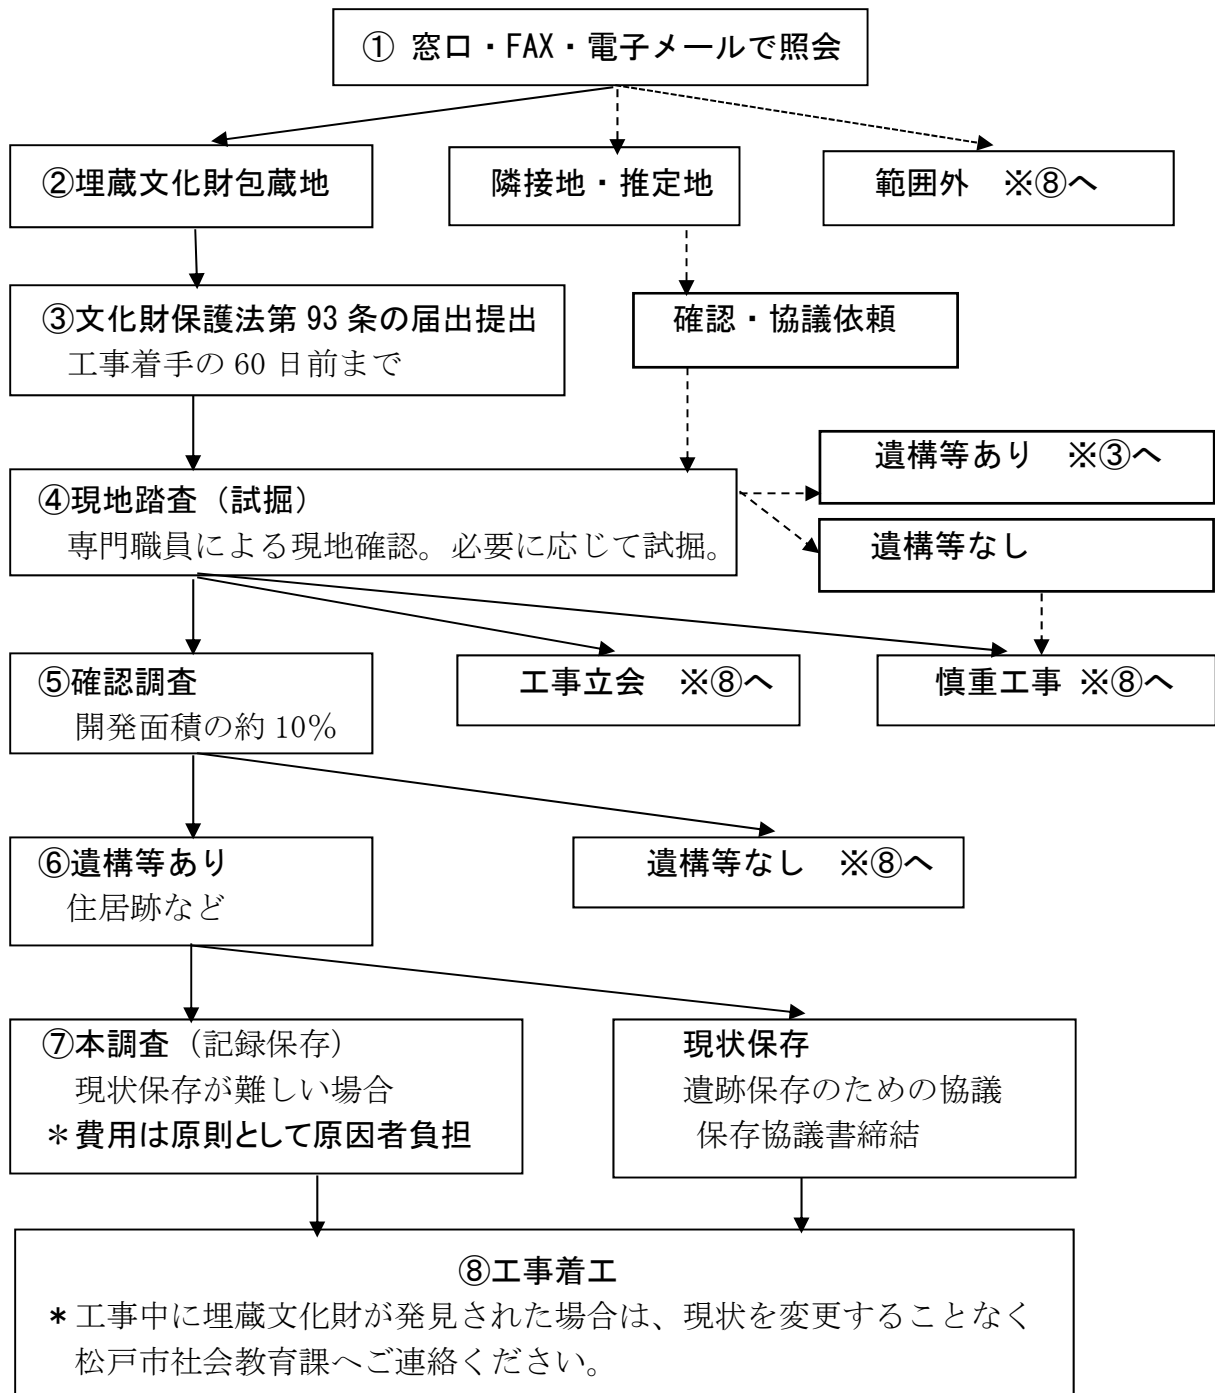 ① 窓口・FAX・電子メールで照会
②埋蔵文化財包蔵地
隣接地・推定地
範囲外　※⑧へ
③文化財保護法第 93 条の届出提出
工事着手の 60 日前まで
確認・協議依頼
遺構等あり　※③へ
④現地踏査（試掘）
専門職員による現地確認。必要に応じて試掘。
遺構等なし
⑤確認調査
開発面積の約 10％
工事立会　※⑧へ
慎重工事 ※⑧へ
⑥遺構等あり
住居跡など
遺構等なし　※⑧へ
⑦本調査（記録保存）
現状保存が難しい場合
＊費用は原則として原因者負担
現状保存
遺跡保存のための協議
保存協議書締結
⑧工事着工
* 工事中に埋蔵文化財が発見された場合は、現状を変更することなく
松戸市社会教育課へご連絡ください。